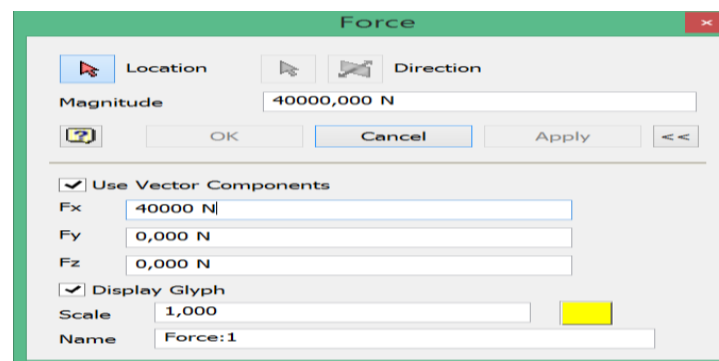 Force
Location Direction
Magnitude 40000,000 N
OK Cancel Apply <<
Use Vector Components
Fx 40000 N
Fy 0,000 N
Fz 0,000 N
Display Glyph
Scale 1,000
Name Force:1